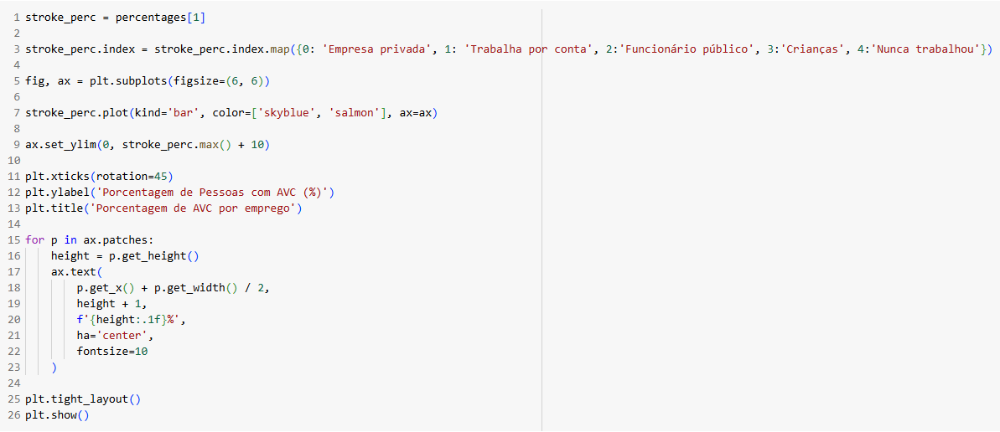 1 stroke_perc = percentages[1]
2
3 stroke_perc.index = stroke_perc.index.map({0: 'Empresa privada', 1: 'Trabalha por conta', 2:'Funcionário público', 3:'Crianças', 4:'Nunca trabalhou'})
4
5 fig, ax = plt.subplots(figsize=(6, 6))
6
7 stroke_perc.plot(kind='bar', color=['skyblue', 'salmon'], ax=ax)
8
9 ax.set_ylim(0, stroke_perc.max() + 10)
10
11 plt.xticks(rotation=45)
12 plt.ylabel('Porcentagem de Pessoas com AVC (%)')
13 plt.title('Porcentagem de AVC por emprego')
14
15 for p in ax.patches:
16     height = p.get_height()
17     ax.text(
18         p.get_x() + p.get_width() / 2,
19         height + 1,
20         f'{height:.1f}%',
21         ha='center',
22         fontsize=10
23     )
24
25 plt.tight_layout()
26 plt.show()